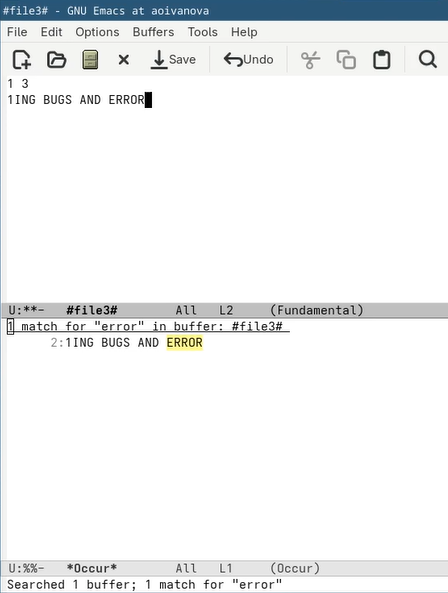 #file3# - GNU Emacs at aoivanova
File Edit Options Buffers Tools Help
Save Undo
1 3
1ING BUGS AND ERROR
U:**- #file3# All L2 (Fundamental)
1 match for "error" in buffer: #file3#
2:1ING BUGS AND ERROR
U:%%- *Occur* All L1 (Occur)
Searched 1 buffer; 1 match for "error"